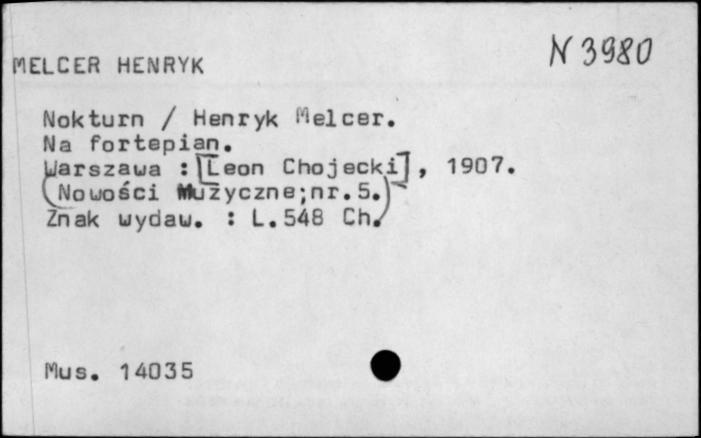 N 3980
MELCER HENRYK
Nokturn / Henryk Melcer.
Na fortepian.
Warszawa : [Leon Chojecki], 1907.
(Nowości Muzyczne;nr.5.)
Znak wydaw. : L.548 Ch.
Mus. 14035